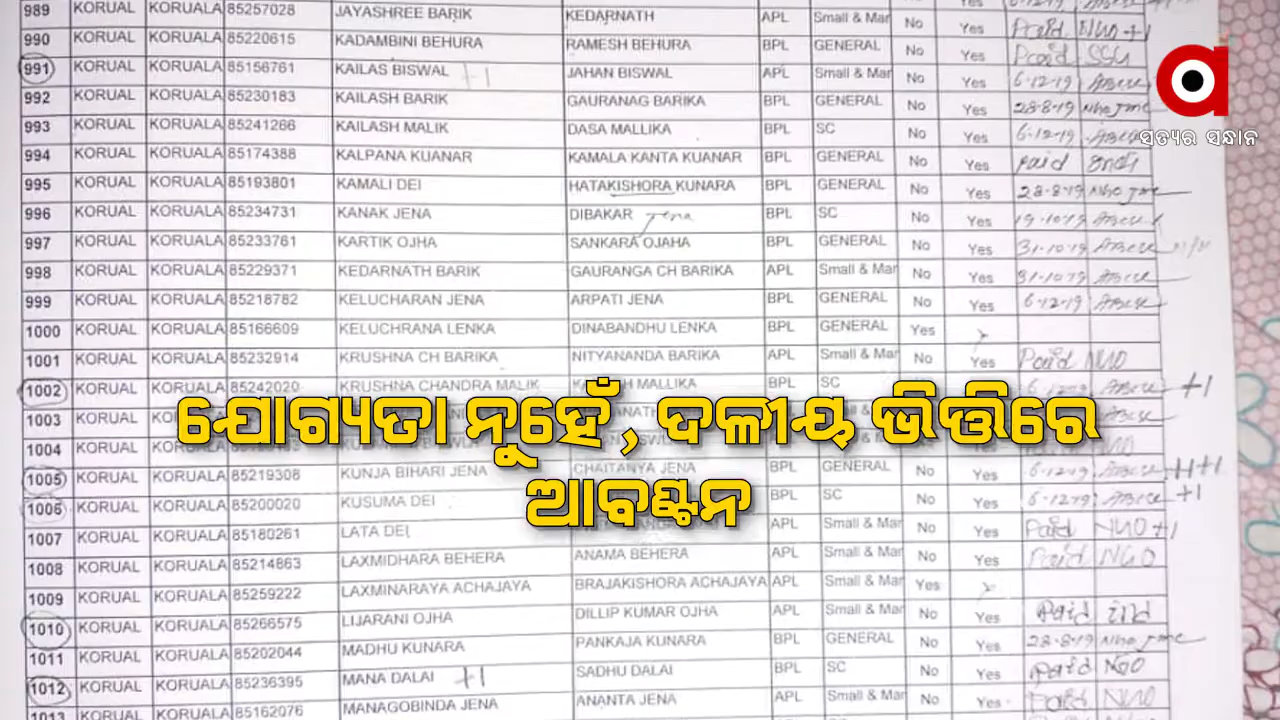 989 KORUAL KORUALA 85257028 JAYASHREE BARIK KEDARNATH APL Small & Mar No Yes Paid NUO +1
990 KORUAL KORUALA 85220615 KADAMBINI BEHURA RAMESH BEHURA BPL GENERAL No Yes Paid
991 KORUAL KORUALA 85156761 KAILAS BISWAL +1 JAHAN BISWAL APL Small & Mar No Yes 6-12-19
992 KORUAL KORUALA 85230183 KAILASH BARIK GAURANAG BARIKA BPL GENERAL No Yes 28-8-19
993 KORUAL KORUALA 85241266 KAILASH MALIK DASA MALLIKA BPL SC No Yes 6-12-19
994 KORUAL KORUALA 85174388 KALPANA KUANAR KAMALA KANTA KUANAR BPL GENERAL No Yes Paid
995 KORUAL KORUALA 85193801 KAMALI DEI HATAKISHORA KUNARA BPL GENERAL No Yes 28-8-19
996 KORUAL KORUALA 85234731 KANAK JENA DIBAKAR Jena BPL SC No Yes 19-10-19
997 KORUAL KORUALA 85233761 KARTIK OJHA SANKARA OJAHA BPL GENERAL No Yes 31-10-19
998 KORUAL KORUALA 85229371 KEDARNATH BARIK GAURANGA CH BARIKA APL Small & Mar No Yes 31-10-19
999 KORUAL KORUALA 85218782 KELUCHARAN JENA ARPATI JENA BPL GENERAL No Yes 6-12-19
1000 KORUAL KORUALA 85166609 KELUCHRANA LENKA DINABANDHU LENKA BPL GENERAL Yes
1001 KORUAL KORUALA 85232914 KRUSHNA CH BARIKA NITYANANDA BARIKA APL Small & Mar No Yes Paid NUO
1002 KORUAL KORUALA 85242020 KRUSHNA CHANDRA MALIK MALLIKA BPL SC +1
1003 KORUAL
1004 KORUAL
ଯୋଗ୍ୟତା ନୁହେଁ, ଦଳୀୟ ଭିତ୍ତିରେ
ଆବଣ୍ଟନ
1005 KORUAL KORUALA 85219308 KUNJA BIHARI JENA CHAITANYA JENA BPL GENERAL No Yes 6-12-19
1006 KORUAL KORUALA 85200020 KUSUMA DEI BPL SC No Yes 6-12-19 +1
1007 KORUAL KORUALA 85180261 LATA DEI APL Small & Mar No Yes Paid NUO +1
1008 KORUAL KORUALA 85214863 LAXMIDHARA BEHERA ANAMA BEHERA APL Small & Mar No Yes Paid NGO
1009 KORUAL KORUALA 85259222 LAXMINARAYA ACHAJAYA BRAJAKISHORA ACHAJAYA APL Small & Mar Yes
1010 KORUAL KORUALA 85266575 LIJARANI OJHA DILLIP KUMAR OJHA APL Small & Mar No Yes Paid
1011 KORUAL KORUALA 85202044 MADHU KUNARA PANKAJA KUNARA BPL GENERAL No Yes 28-8-19
1012 KORUAL KORUALA 85236395 MANA DALAI +1 SADHU DALAI BPL SC No Yes Paid NGO
1013 KORUAL KORUALA 85162076 MANAGOBINDA JENA ANANTA JENA APL Small & Mar No Yes Paid NUO
ସତ୍ୟର ସନ୍ଧାନ